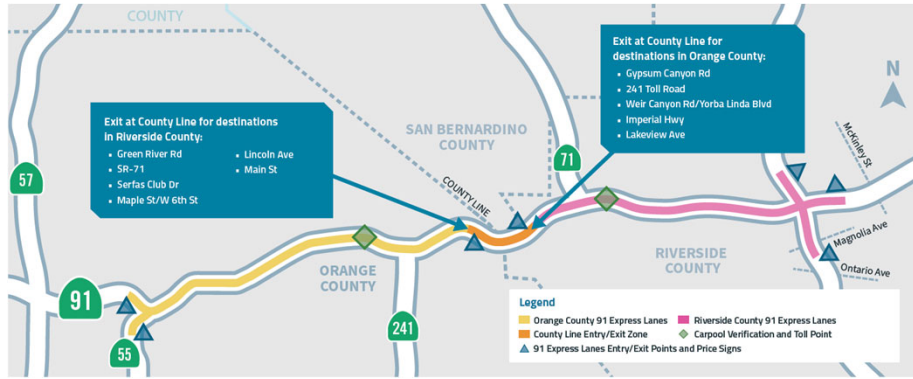 COUNTY
Exit at County Line for
destinations in Orange County:
• Gypsum Canyon Rd
• 241 Toll Road
• Weir Canyon Rd/Yorba Linda Blvd
• Imperial Hwy
• Lakeview Ave
N
Exit at County Line for destinations
in Riverside County:
• Green River Rd
• SR-71
• Serfas Club Dr
• Maple St/W 6th St
• Lincoln Ave
• Main St
SAN BERNARDINO
COUNTY
McKinley St
57
71
COUNTY LINE
ORANGE
COUNTY
RIVERSIDE
COUNTY
Magnolia Ave
Ontario Ave
91
241
55
Legend
Orange County 91 Express Lanes
Riverside County 91 Express Lanes
County Line Entry/Exit Zone
Carpool Verification and Toll Point
91 Express Lanes Entry/Exit Points and Price Signs